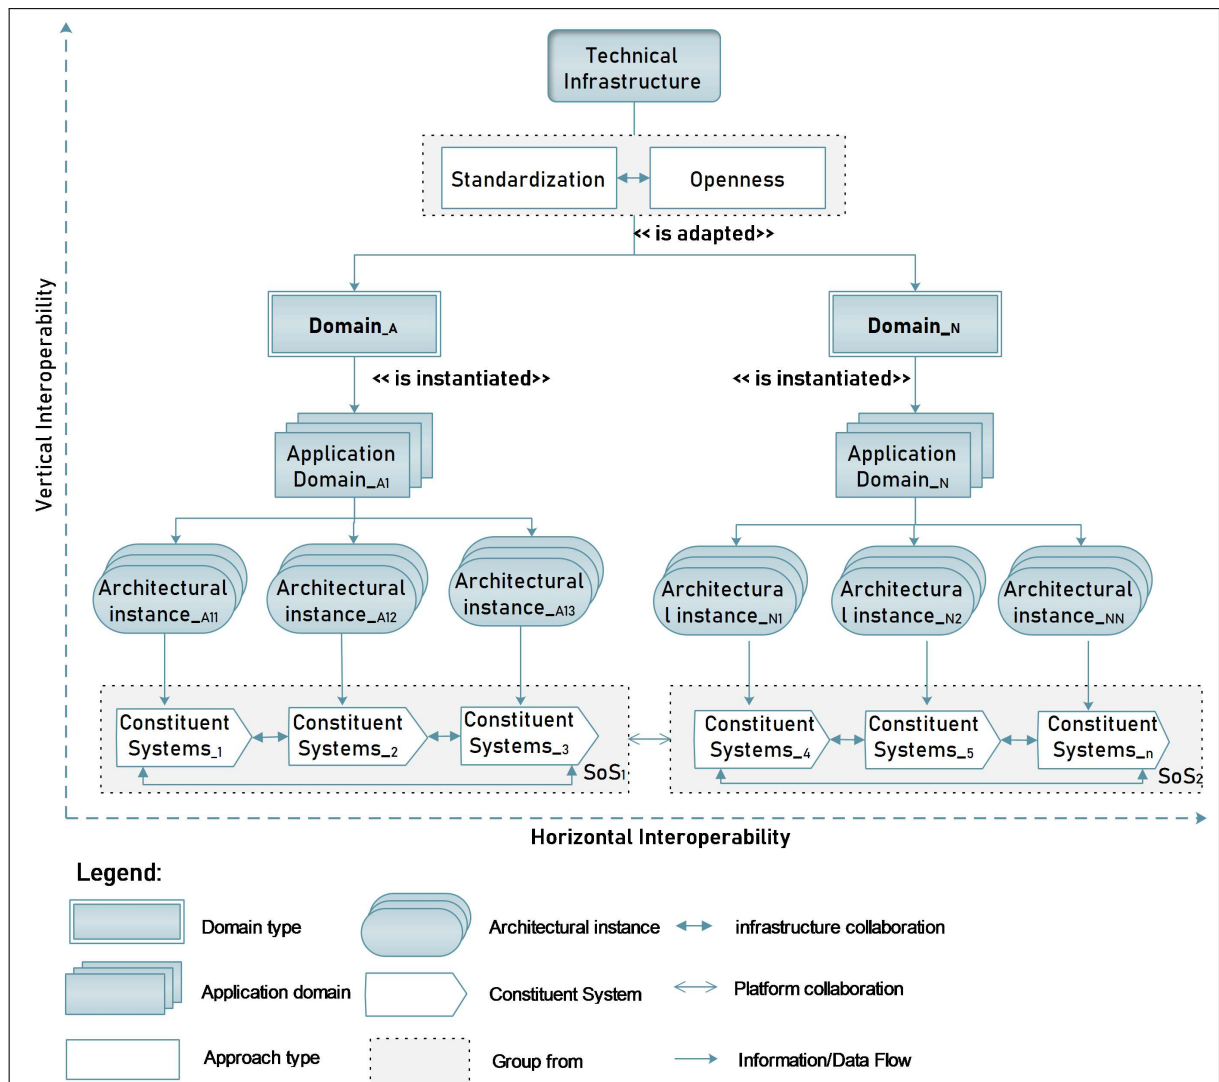 Technical
Infrastructure
Standardization
Openness
<< is adapted>>
Domain_A
Domain_N
<< is instantiated>>
<< is instantiated>>
Application
Domain_A1
Application
Domain_N
Architectural
instance_A11
Architectural
instance_A12
Architectural
instance_A13
Architectura
l instance_N1
Architectura
l instance_N2
Architectural
instance_NN
Constituent
Systems_1
Constituent
Systems_2
Constituent
Systems_3
SoS1
Constituent
Systems_4
Constituent
Systems_5
Constituent
Systems_n
SoS2
Vertical Interoperability
Horizontal Interoperability
Legend:
Domain type
Architectural instance
infrastructure collaboration
Application domain
Constituent System
Platform collaboration
Approach type
Group from
Information/Data Flow